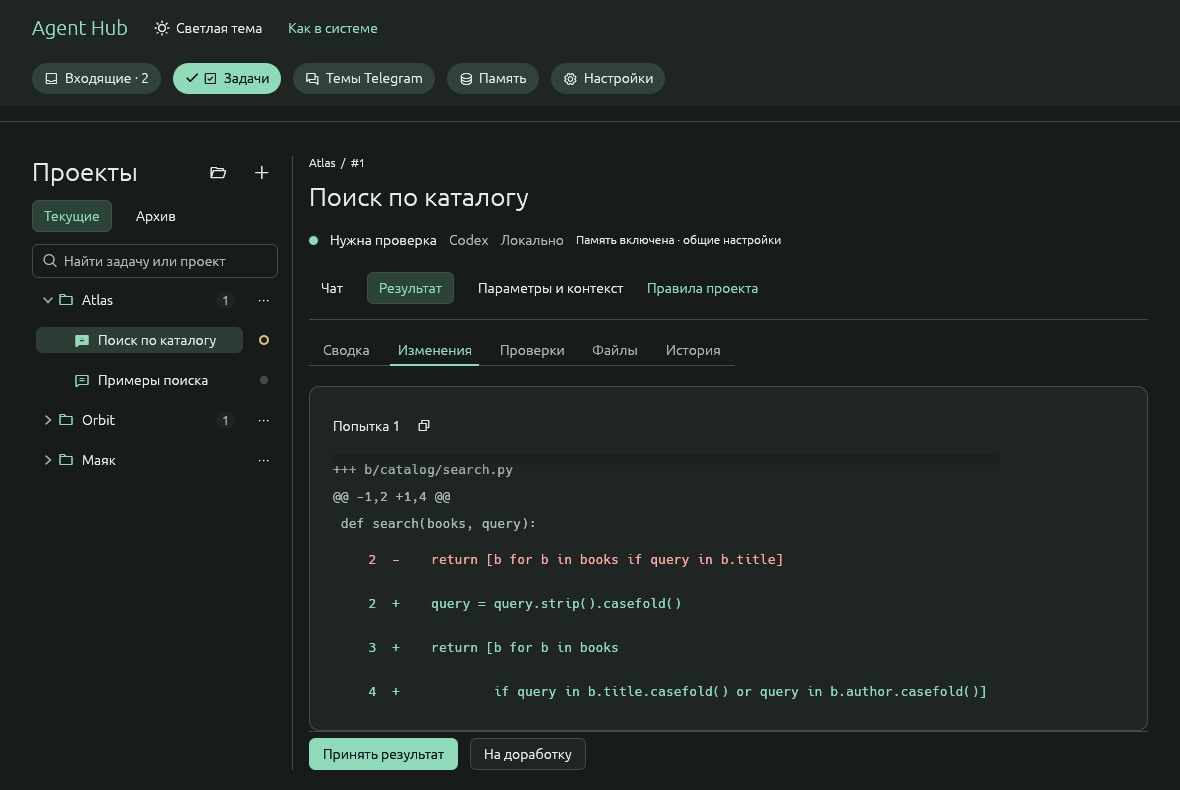 Agent Hub
Светлая тема
Как в системе
Входящие · 2
Задачи
Темы Telegram
Память
Настройки
Проекты
Текущие
Архив
Найти задачу или проект
Atlas
1
Поиск по каталогу
Примеры поиска
Orbit
1
Маяк
Atlas / #1
Поиск по каталогу
Нужна проверка Codex Локально Память включена · общие настройки
Чат
Результат
Параметры и контекст
Правила проекта
Сводка
Изменения
Проверки
Файлы
История
Попытка 1
+++ b/catalog/search.py
@@ -1,2 +1,4 @@
def search(books, query):
2 - return [b for b in books if query in b.title]
2 + query = query.strip().casefold()
3 + return [b for b in books
4 + if query in b.title.casefold() or query in b.author.casefold()]
Принять результат
На доработку